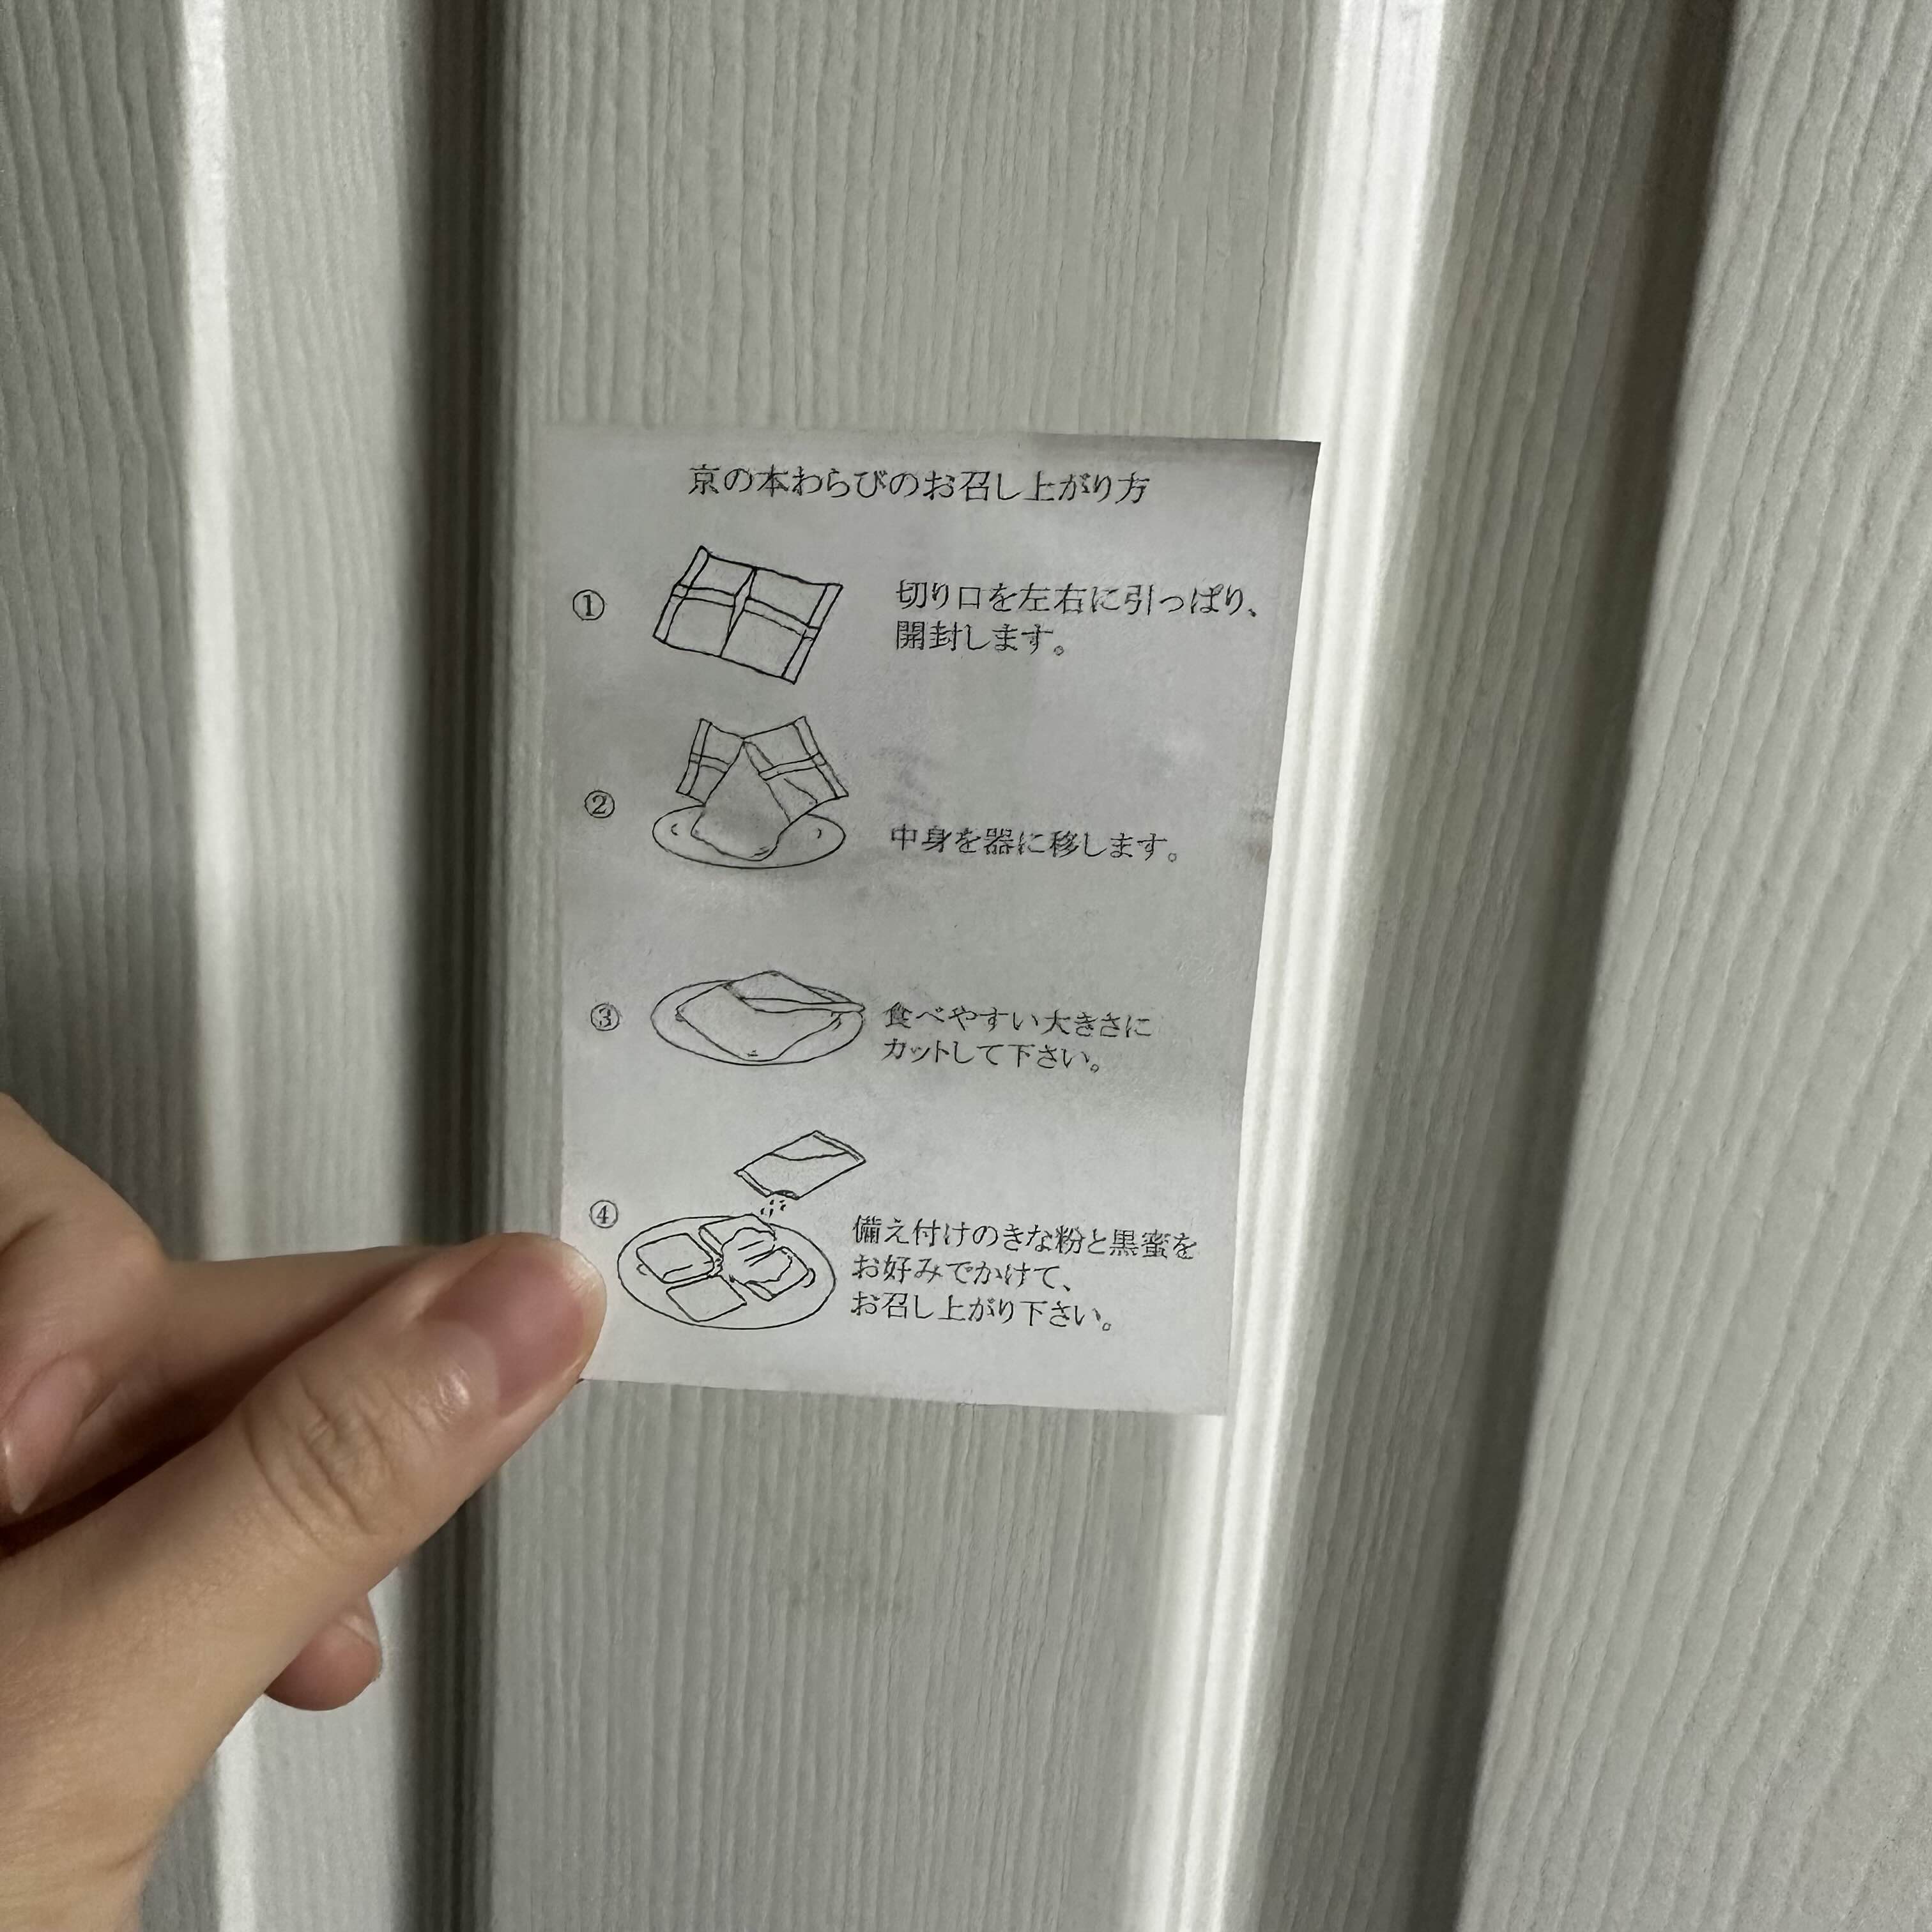 京の本わらびのお召し上がり方
①
切り口を左右に引っぱり、
開封します。
②
中身を器に移します。
③
食べやすい大きさに
カットして下さい。
④
備え付けのきな粉と黒蜜を
お好みでかけて、
お召し上がり下さい。